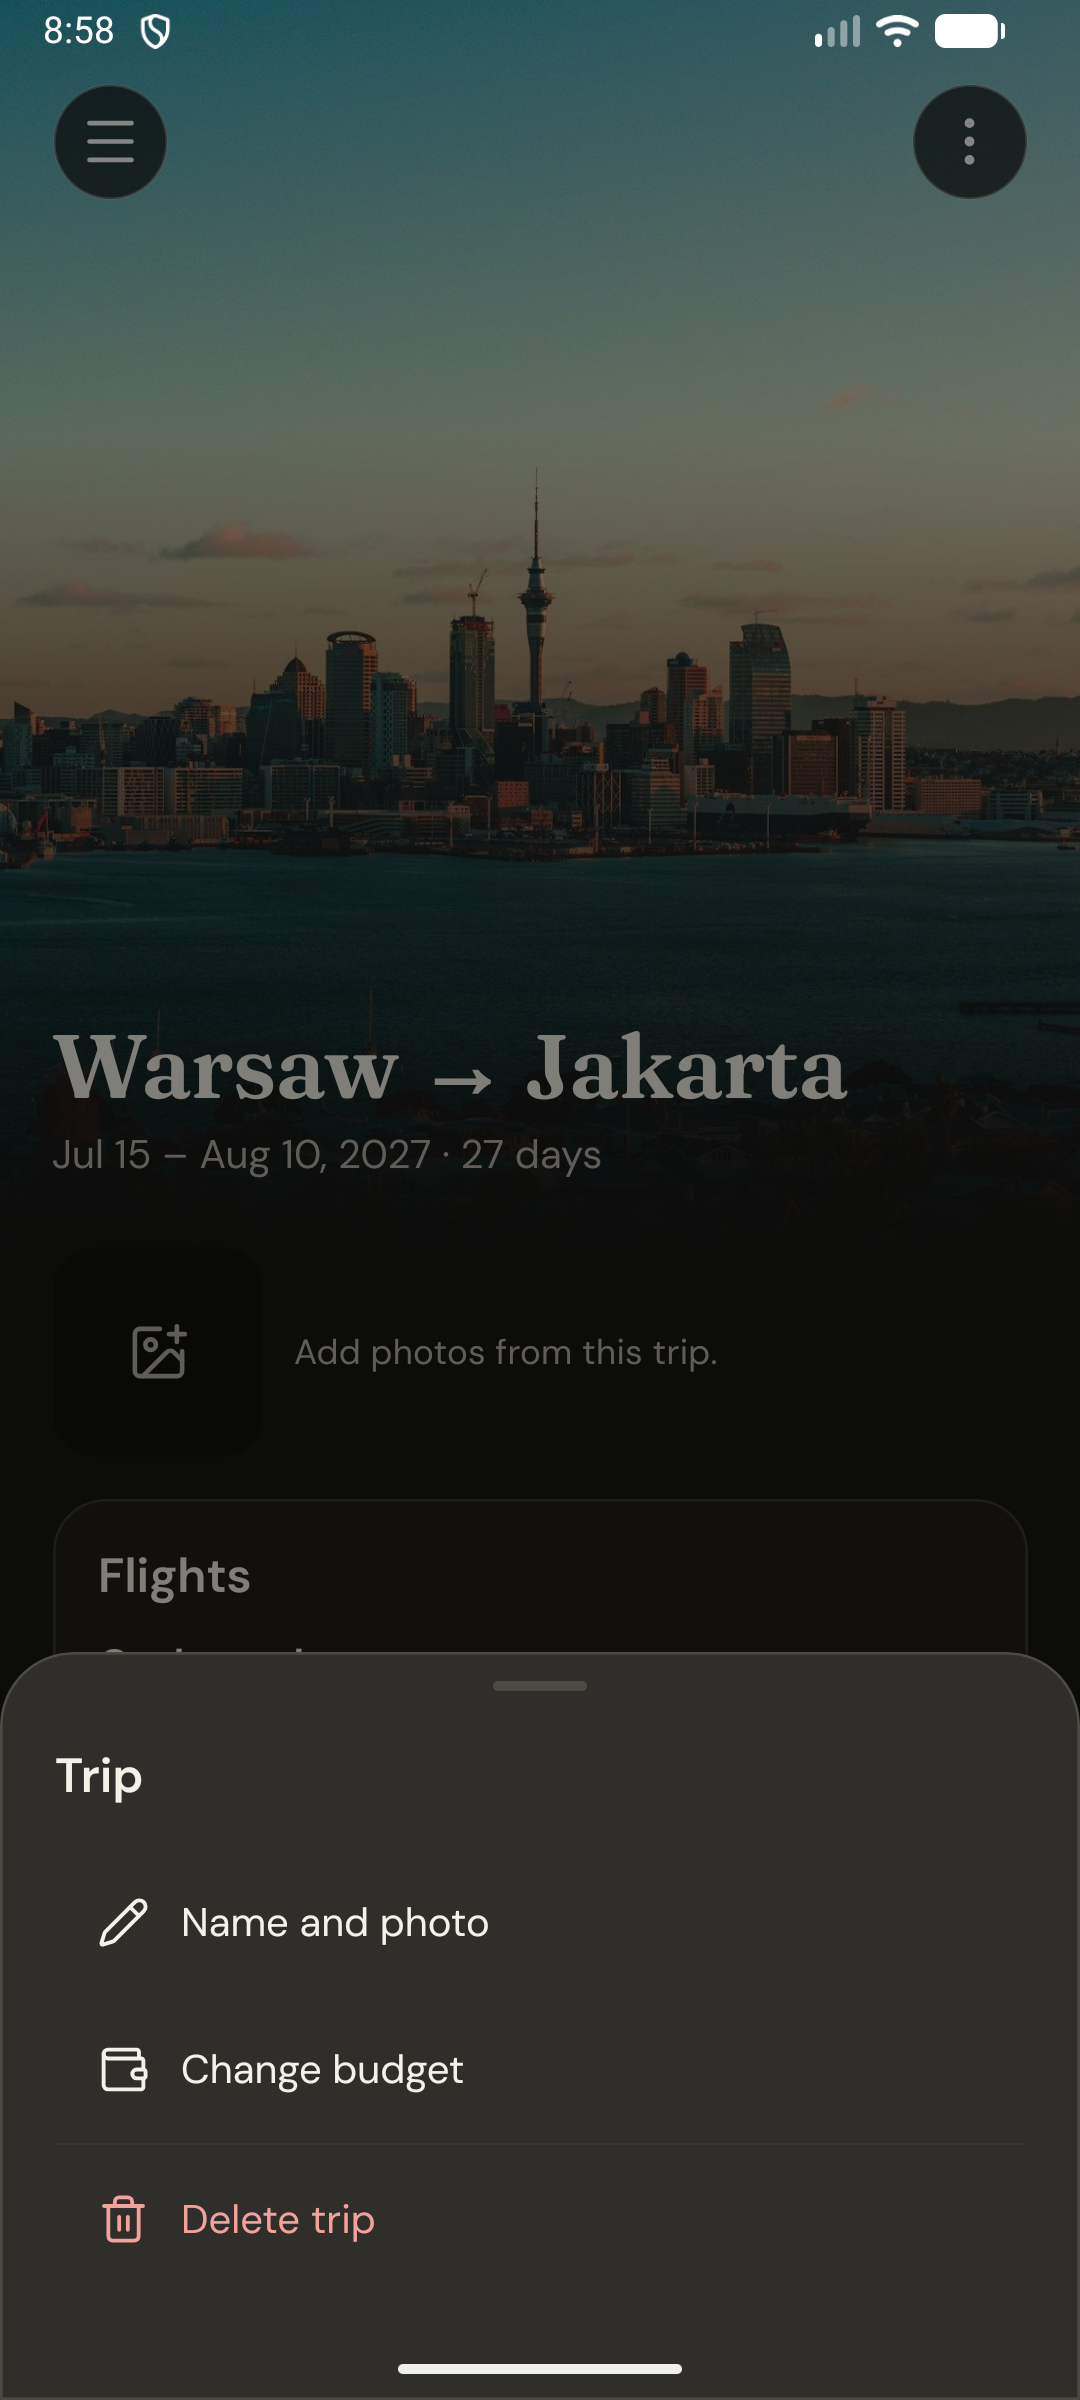 8:58
Warsaw → Jakarta
Jul 15 – Aug 10, 2027 · 27 days
Add photos from this trip.
Flights
Trip
Name and photo
Change budget
Delete trip